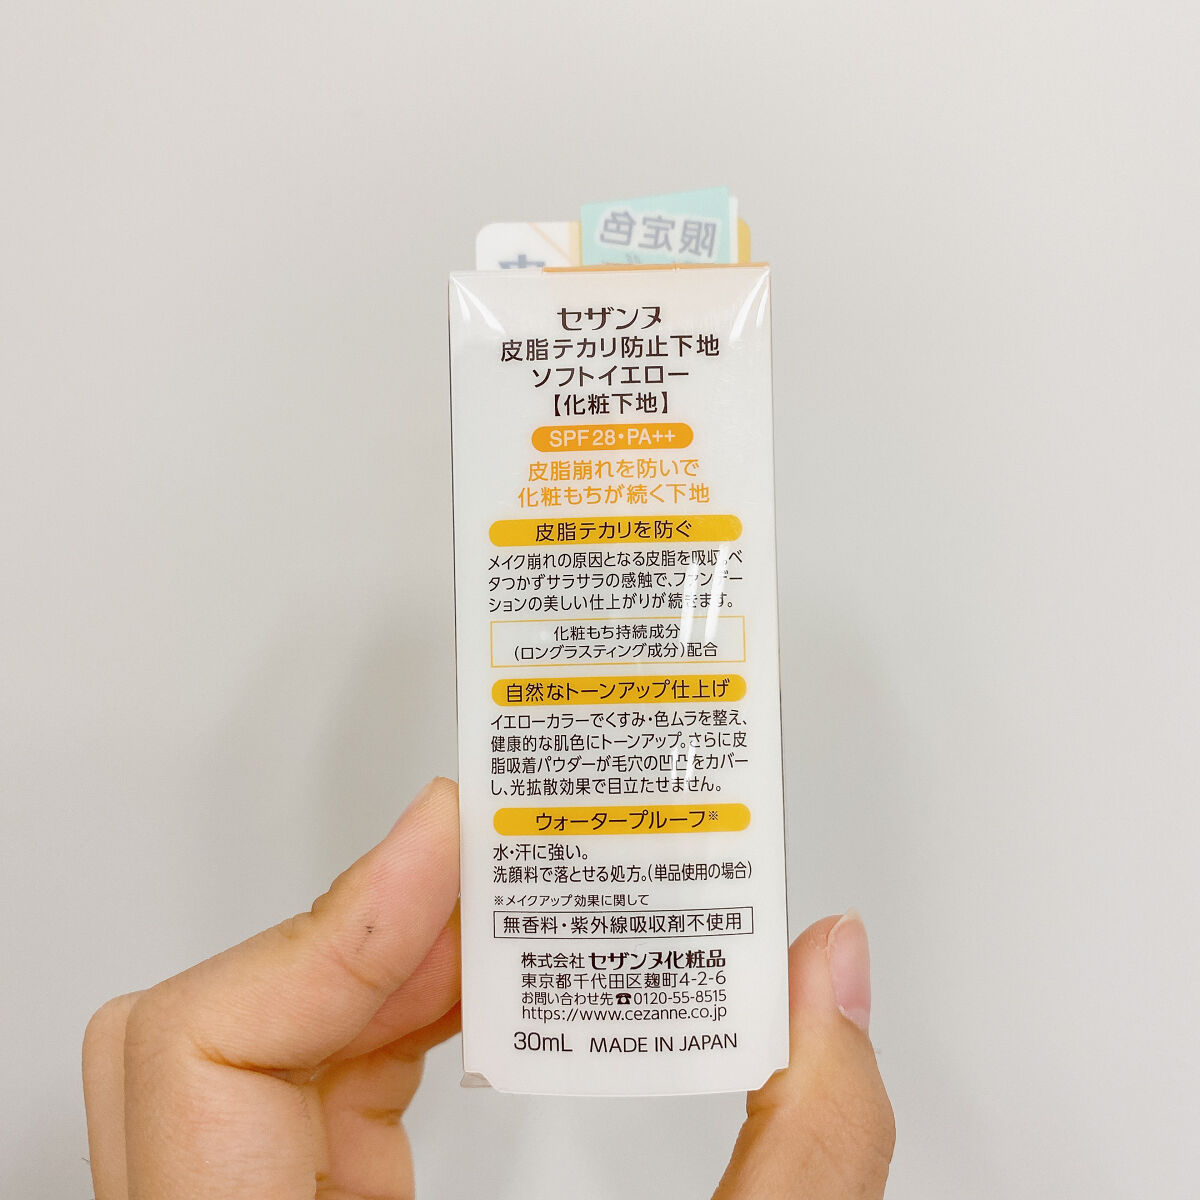 限定色
セザンヌ
皮脂テカリ防止下地
ソフトイエロー
【化粧下地】
SPF28・PA++
皮脂崩れを防いで
化粧もちが続く下地
皮脂テカリを防ぐ
メイク崩れの原因となる皮脂を吸収。ベ
タつかずサラサラの感触で、ファンデー
ションの美しい仕上がりが続きます。
化粧もち持続成分
(ロングラスティング成分)配合
自然なトーンアップ仕上げ
イエローカラーでくすみ・色ムラを整え、
健康的な肌色にトーンアップ。さらに皮
脂吸着パウダーが毛穴の凹凸をカバー
し、光拡散効果で目立たせません。
ウォータープルーフ※
水・汗に強い。
洗顔料で落とせる処方。(単品使用の場合)
※メイクアップ効果に関して
無香料・紫外線吸収剤不使用
株式会社 セザンヌ化粧品
東京都千代田区麹町4-2-6
お問い合わせ先☎0120-55-8515
https://www.cezanne.co.jp
30mL MADE IN JAPAN